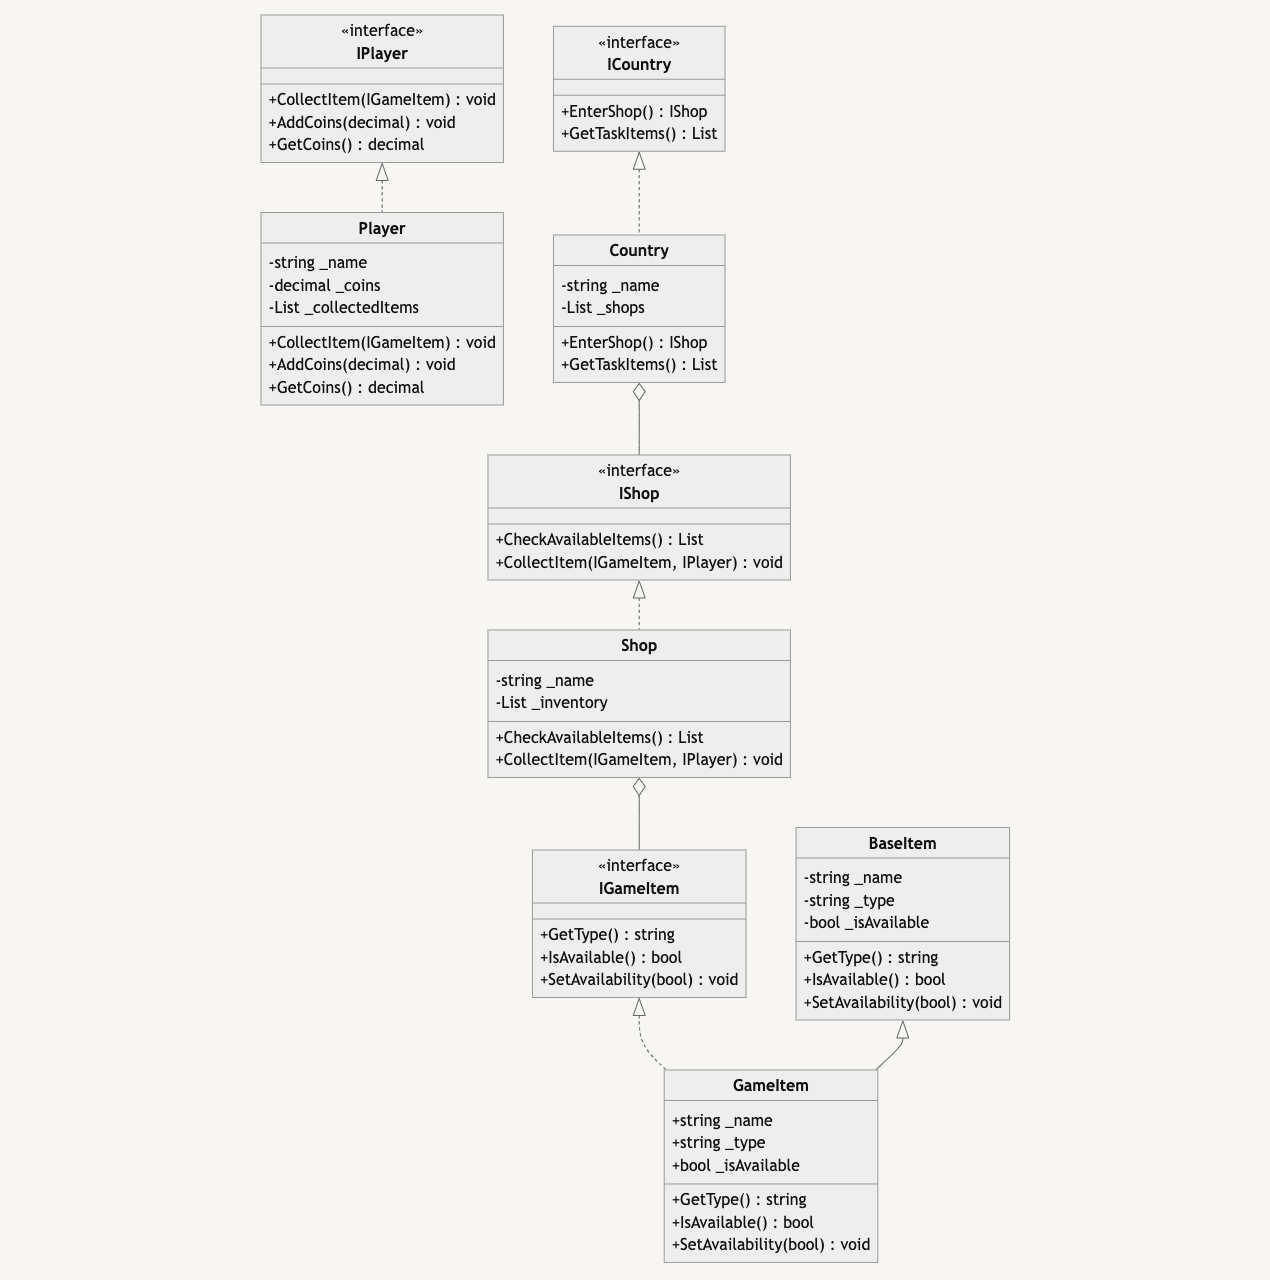 «interface»
IPlayer
+CollectItem(IGameItem) : void
+AddCoins(decimal) : void
+GetCoins() : decimal
«interface»
ICountry
+EnterShop() : IShop
+GetTaskItems() : List
Player
-string _name
-decimal _coins
-List _collectedItems
+CollectItem(IGameItem) : void
+AddCoins(decimal) : void
+GetCoins() : decimal
Country
-string _name
-List _shops
+EnterShop() : IShop
+GetTaskItems() : List
«interface»
IShop
+CheckAvailableItems() : List
+CollectItem(IGameItem, IPlayer) : void
Shop
-string _name
-List _inventory
+CheckAvailableItems() : List
+CollectItem(IGameItem, IPlayer) : void
«interface»
IGameItem
+GetType() : string
+IsAvailable() : bool
+SetAvailability(bool) : void
BaseItem
-string _name
-string _type
-bool _isAvailable
+GetType() : string
+IsAvailable() : bool
+SetAvailability(bool) : void
GameItem
+string _name
+string _type
+bool _isAvailable
+GetType() : string
+IsAvailable() : bool
+SetAvailability(bool) : void